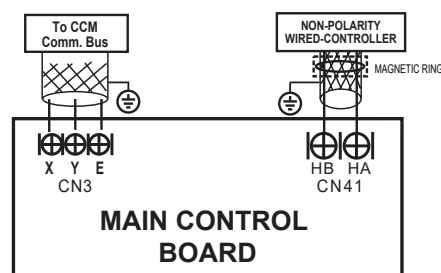 To CCM
Comm. Bus
NON-POLARITY
WIRED-CONTROLLER
MAGNETIC RING
X Y E
CN3
HB HA
CN41
MAIN CONTROL
BOARD